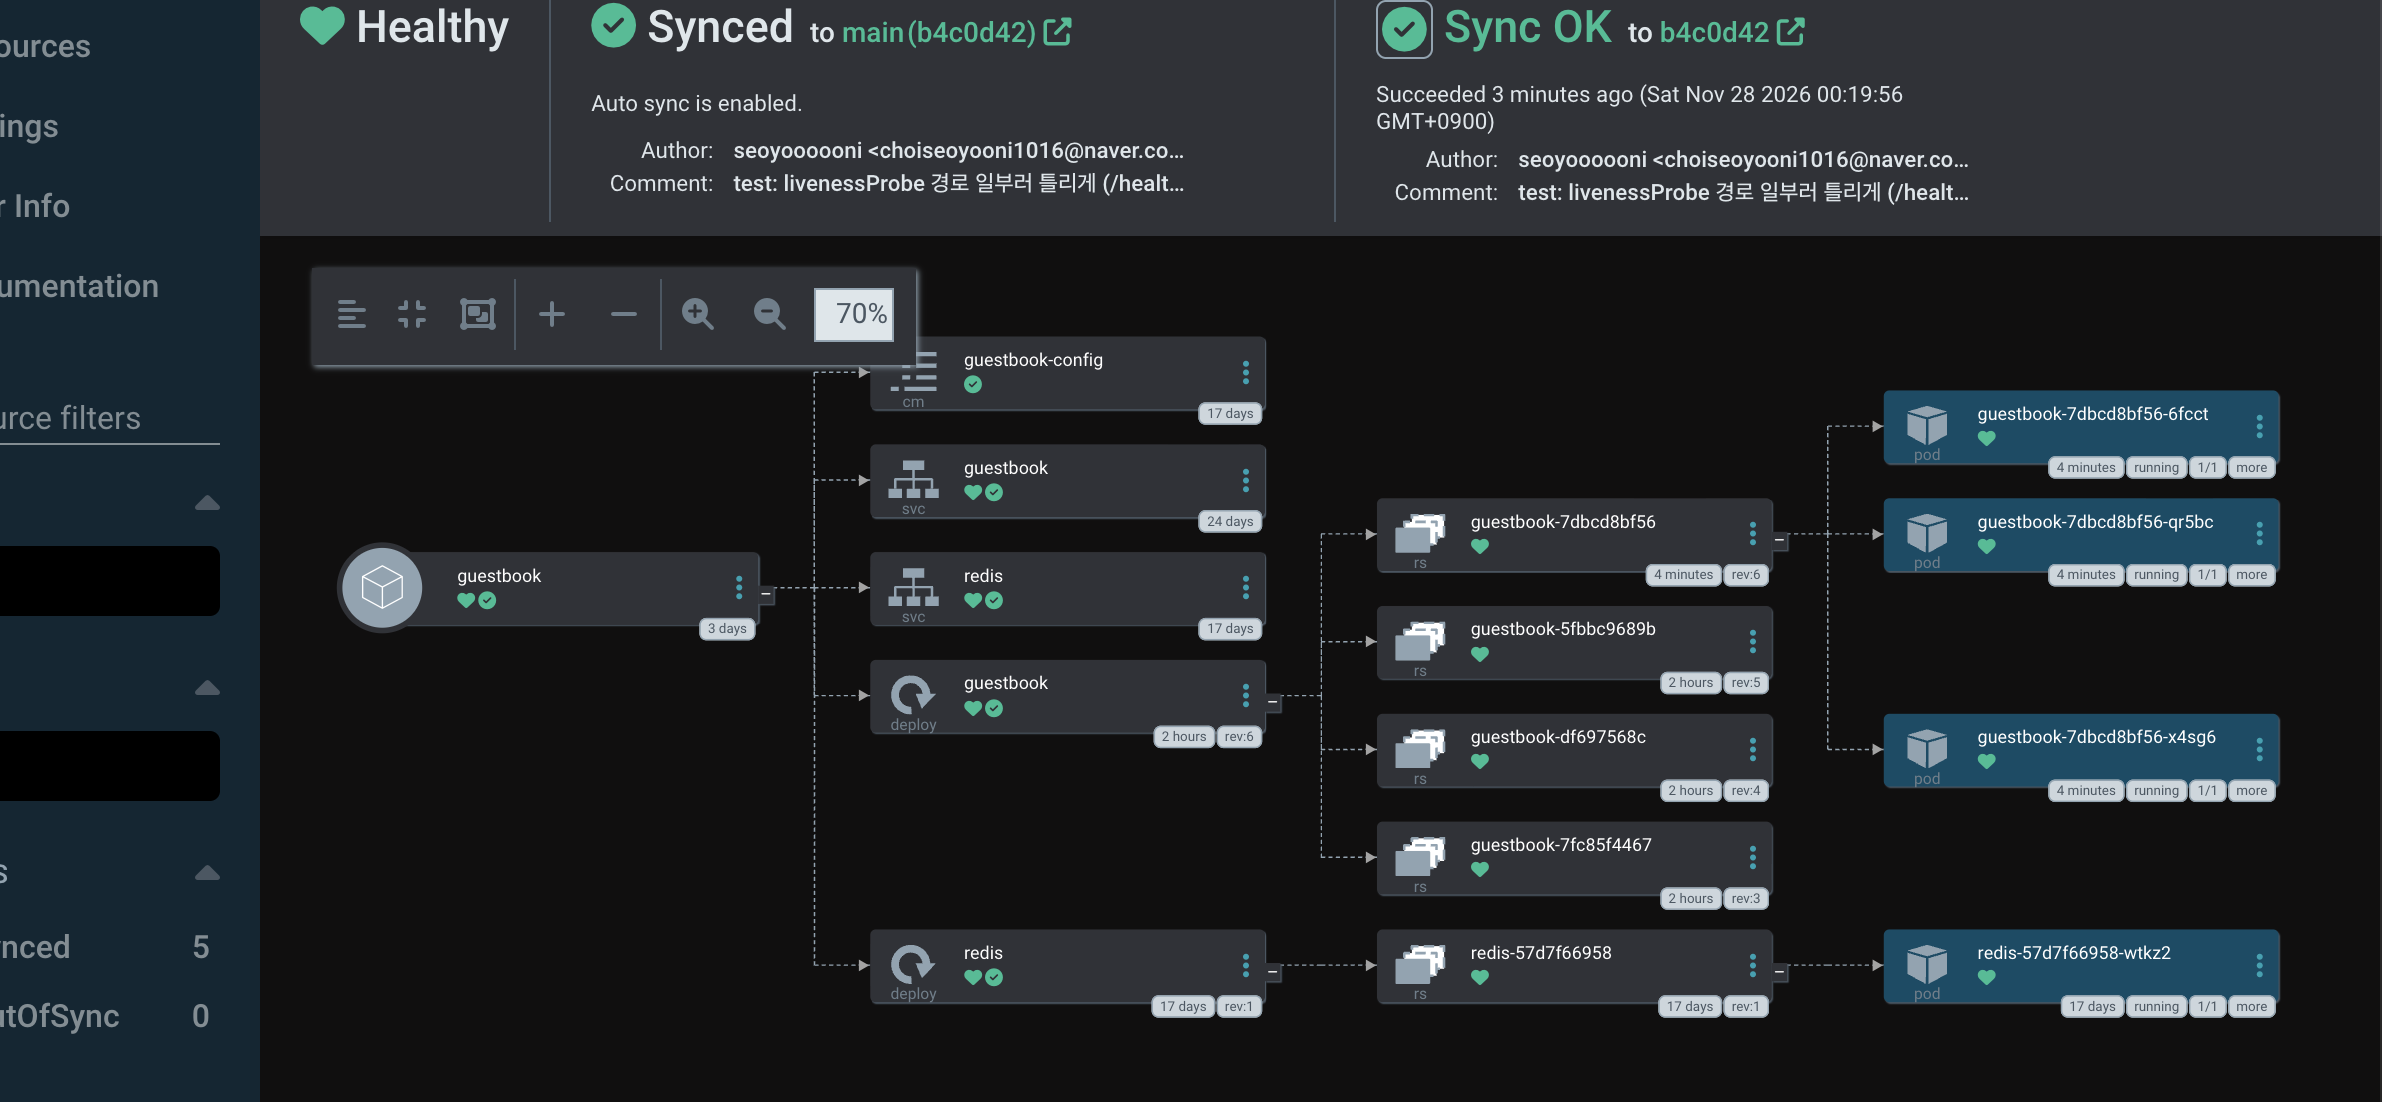 ources
ings
r Info
umentation
urce filters
s
nced 5
utOfSync 0
Healthy
Synced to main (b4c0d42)
Auto sync is enabled.
Author: seoyoooooni <choiseoyooni1016@naver.co...
Comment: test: livenessProbe 경로 일부러 틀리게 (/healt...
Sync OK to b4c0d42
Succeeded 3 minutes ago (Sat Nov 28 2026 00:19:56
GMT+0900)
Author: seoyoooooni <choiseoyooni1016@naver.co...
Comment: test: livenessProbe 경로 일부러 틀리게 (/healt...
70%
guestbook
3 days
guestbook-config
cm
17 days
guestbook
svc
24 days
redis
svc
17 days
guestbook
deploy
2 hours rev:6
redis
deploy
17 days rev:1
guestbook-7dbcd8bf56
rs
4 minutes rev:6
guestbook-5fbbc9689b
rs
2 hours rev:5
guestbook-df697568c
rs
2 hours rev:4
guestbook-7fc85f4467
rs
2 hours rev:3
redis-57d7f66958
rs
17 days rev:1
guestbook-7dbcd8bf56-6fcct
pod
4 minutes running 1/1 more
guestbook-7dbcd8bf56-qr5bc
pod
4 minutes running 1/1 more
guestbook-7dbcd8bf56-x4sg6
pod
4 minutes running 1/1 more
redis-57d7f66958-wtkz2
pod
17 days running 1/1 more